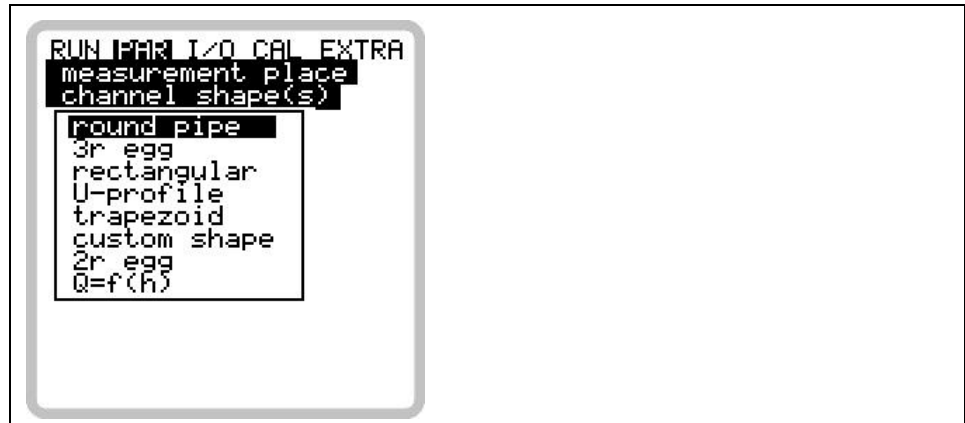 RUN PAR I/O CAL EXTRA
measurement place
channel shape(s)
round pipe
3r egg
rectangular
U-profile
trapezoid
custom shape
2r egg
Q=f(h)